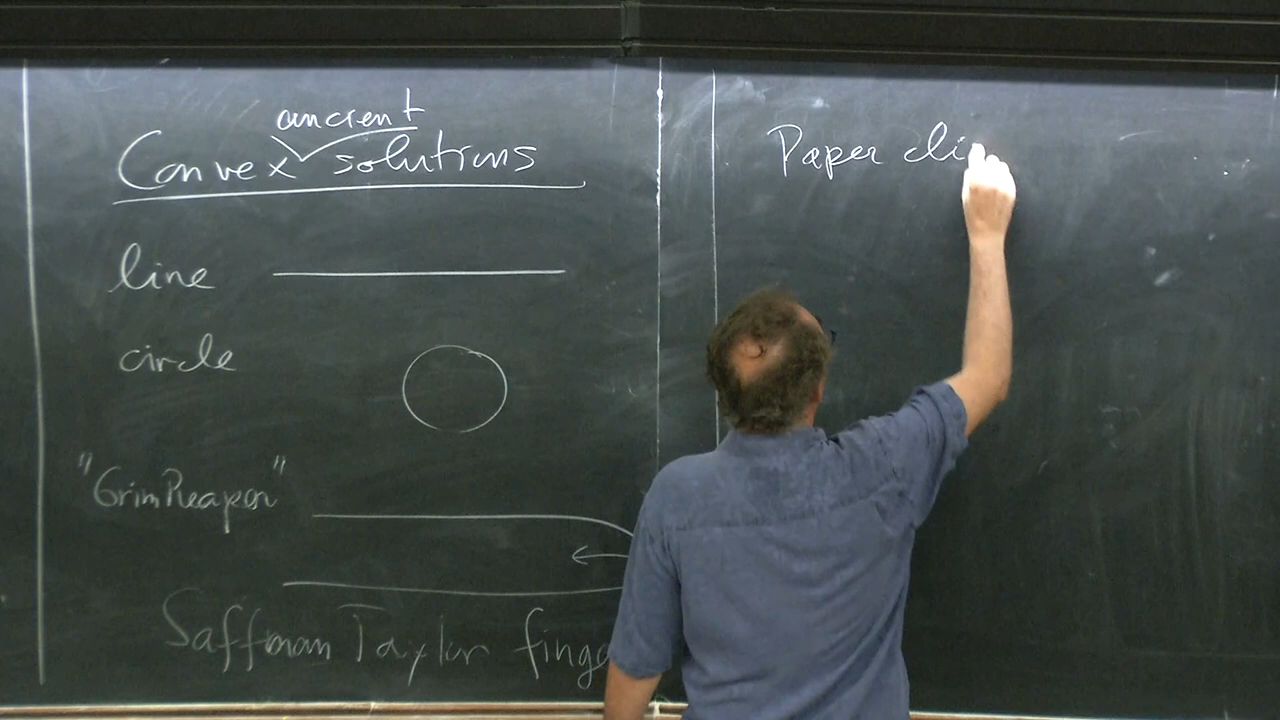 Convex ancient solutions
line
circle
"Grim Reaper"
Saffman Taylor finge
Paper cli